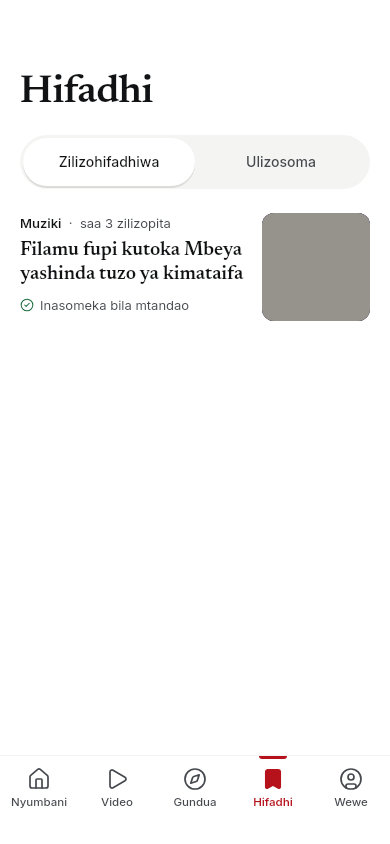 Hifadhi
Zilizohifadhiwa
Ulizosoma
Muziki · saa 3 zilizopita
Filamu fupi kutoka Mbeya
yashinda tuzo ya kimataifa
Inasomeka bila mtandao
Nyumbani
Video
Gundua
Hifadhi
Wewe